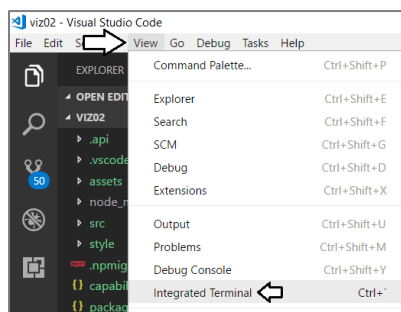 viz02 - Visual Studio Code
File Edit View Go Debug Tasks Help
EXPLORER
Command Palette... Ctrl+Shift+P
OPEN EDIT
Explorer Ctrl+Shift+E
VIZ02
Search Ctrl+Shift+F
.api
SCM Ctrl+Shift+G
.vscode
Debug Ctrl+Shift+D
50
assets
Extensions Ctrl+Shift+X
node_m
src
Output Ctrl+Shift+U
style
Problems Ctrl+Shift+M
.npmig
Debug Console Ctrl+Shift+Y
{} capabil
Integrated Terminal Ctrl+`
{} packag